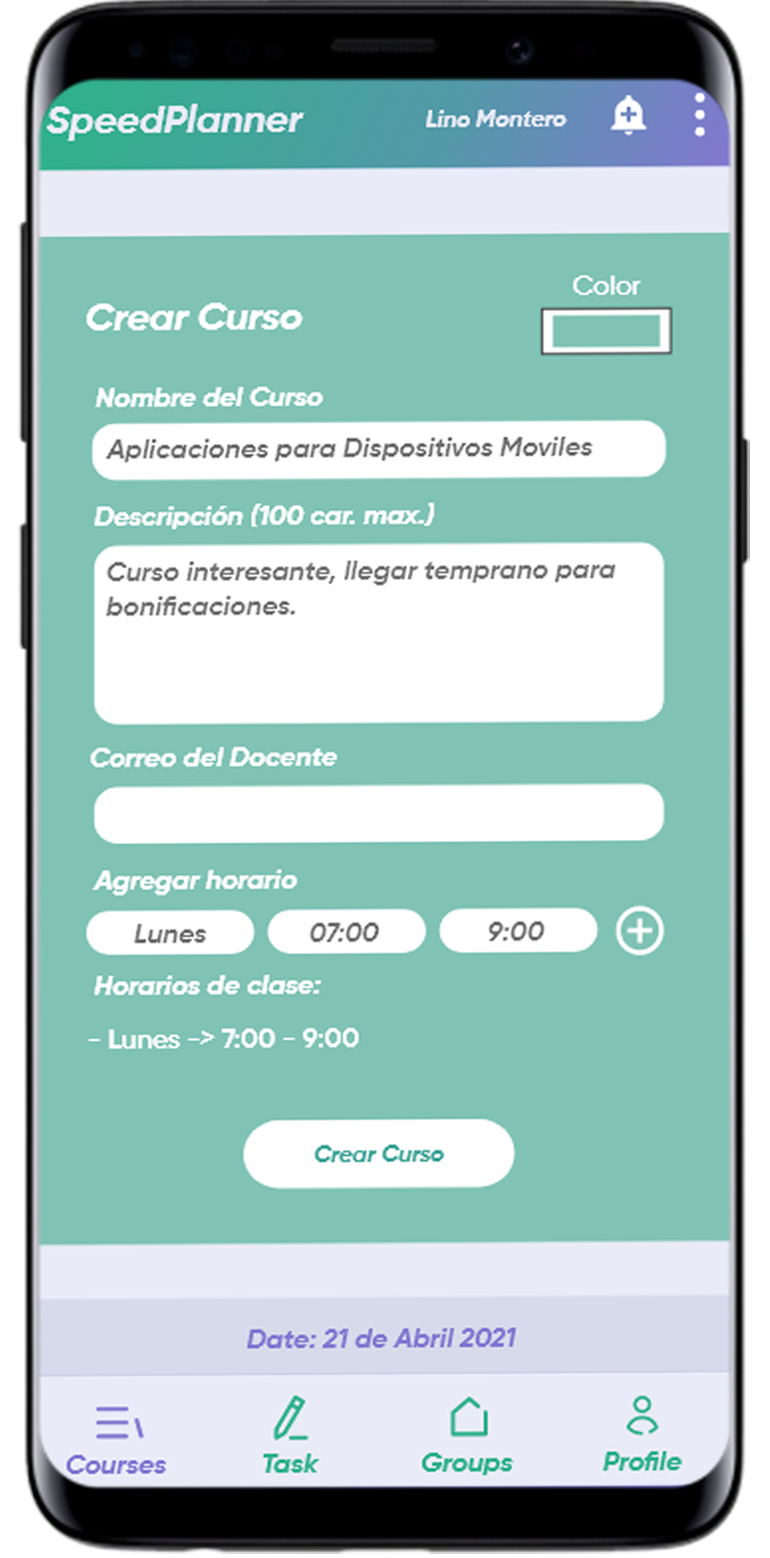 SpeedPlanner
Lino Montero
Color
Crear Curso
Nombre del Curso
Aplicaciones para Dispositivos Moviles
Descripción (100 car. max.)
Curso interesante, llegar temprano para
bonificaciones.
Correo del Docente
Agregar horario
Lunes 07:00 9:00
Horarios de clase:
- Lunes -> 7:00 - 9:00
Crear Curso
Date: 21 de Abril 2021
Courses Task Groups Profile